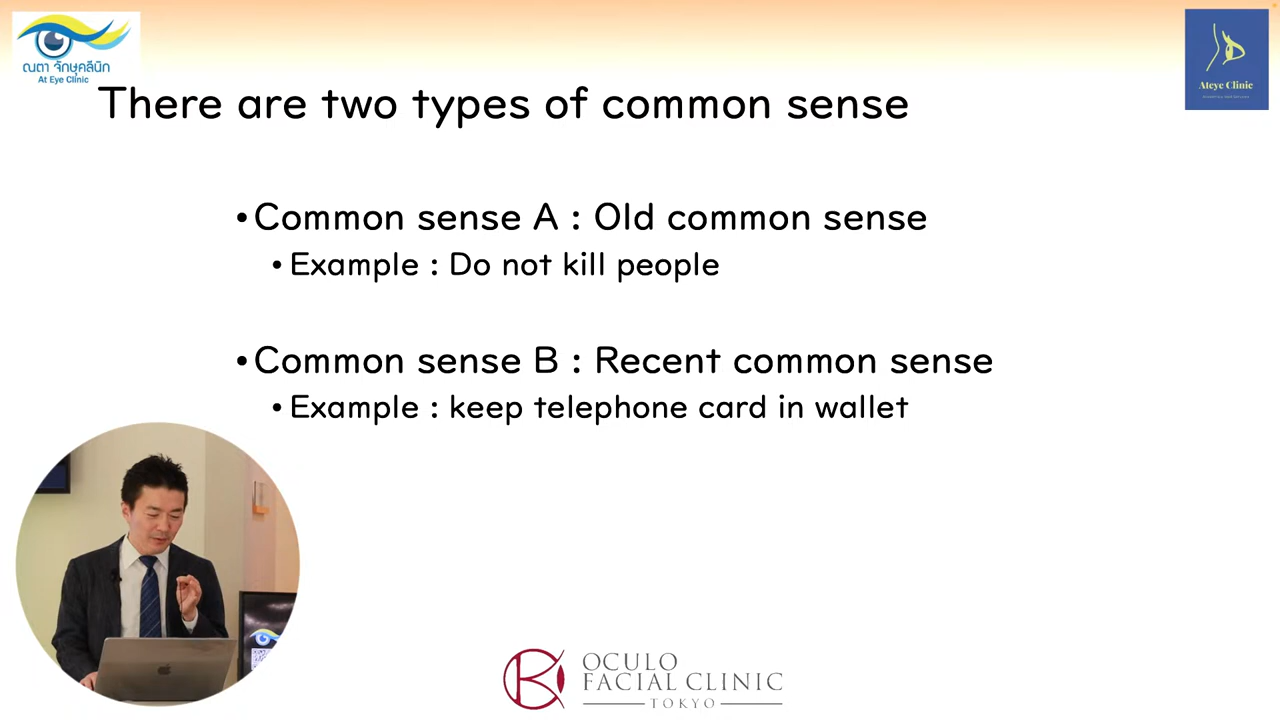 ณตา จักษุคลีนิก
At Eye Clinic
Ateye Clinic
There are two types of common sense
•Common sense A : Old common sense
•Example : Do not kill people
•Common sense B : Recent common sense
•Example : keep telephone card in wallet
OCULO
FACIAL CLINIC
TOKYO